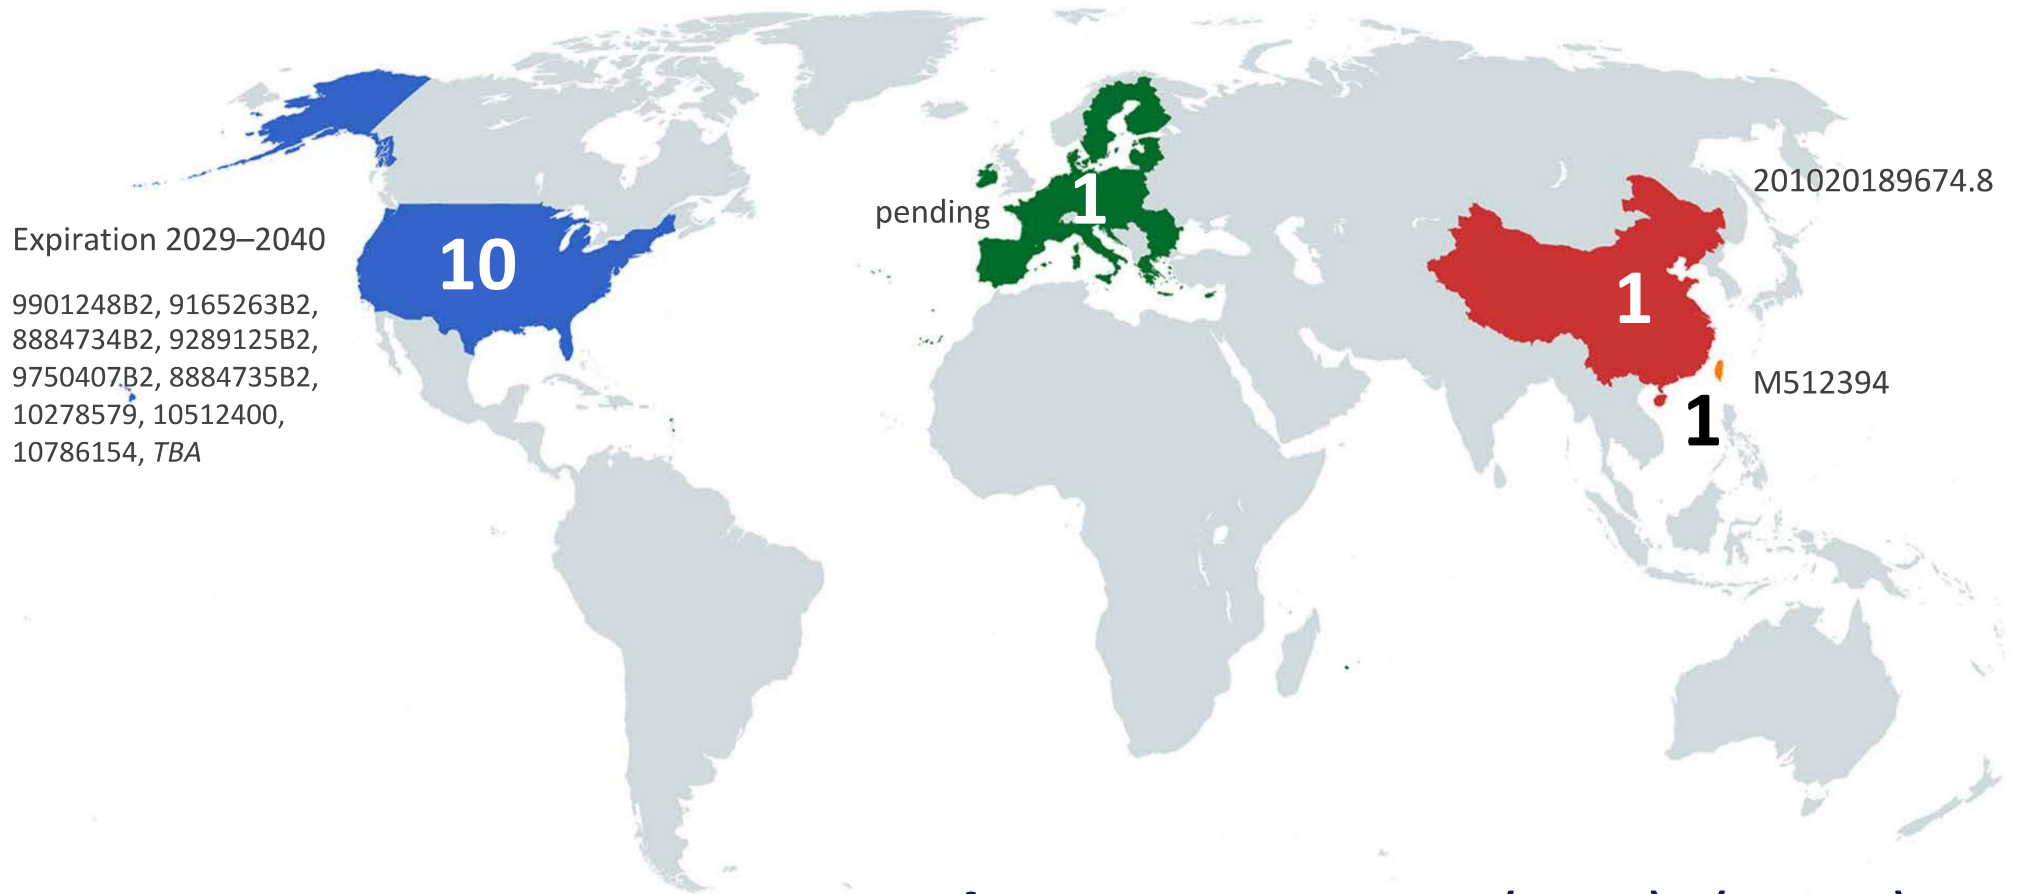 Expiration 2029–2040
9901248B2, 9165263B2,
8884734B2, 9289125B2,
9750407B2, 8884735B2,
10278579, 10512400,
10786154, TBA
10
pending
1
1
201020189674.8
M512394
1